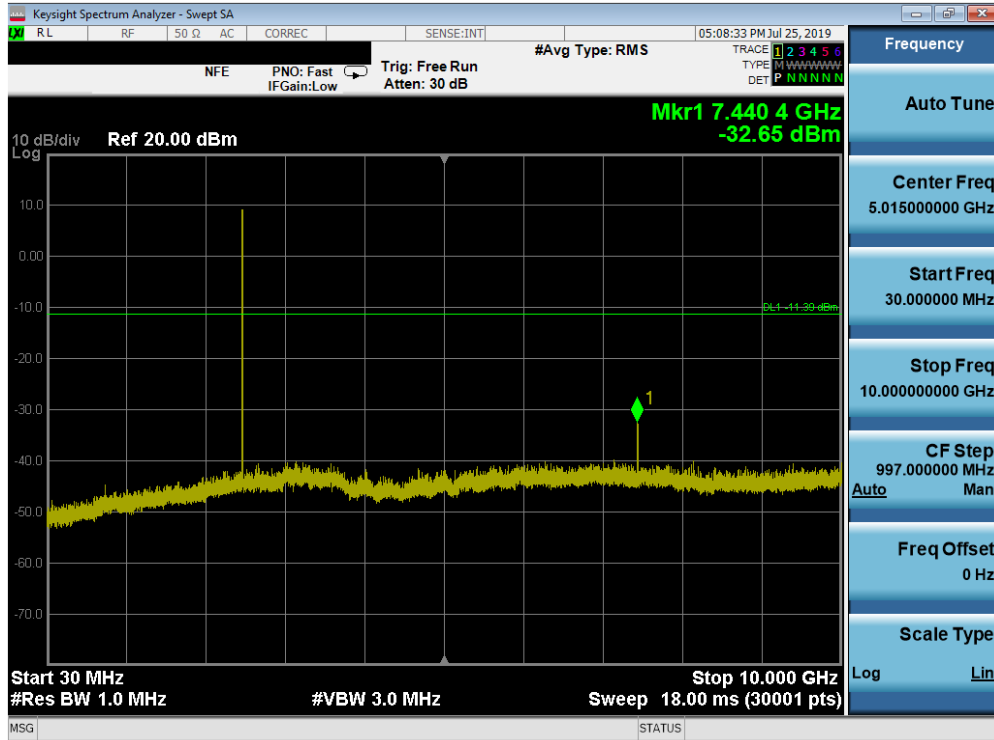 Keysight Spectrum Analyzer - Swept SA
LXI RL RF 50 Ω AC CORREC SENSE:INT 05:08:33 PM Jul 25, 2019
#Avg Type: RMS
TRACE 1 2 3 4 5 6
TYPE M WWWWW
DET P N N N N N
NFE PNO: Fast Trig: Free Run
IFGain:Low Atten: 30 dB
Mkr1 7.440 4 GHz
-32.65 dBm
10 dB/div Ref 20.00 dBm
Log
10.0
0.00
-10.0
DL1 -11.39 dBm
-20.0
-30.0
1
-40.0
-50.0
-60.0
-70.0
Start 30 MHz Stop 10.000 GHz
#Res BW 1.0 MHz #VBW 3.0 MHz Sweep 18.00 ms (30001 pts)
MSG STATUS
Frequency
Auto Tune
Center Freq
5.015000000 GHz
Start Freq
30.000000 MHz
Stop Freq
10.000000000 GHz
CF Step
997.000000 MHz
Auto Man
Freq Offset
0 Hz
Scale Type
Log Lin